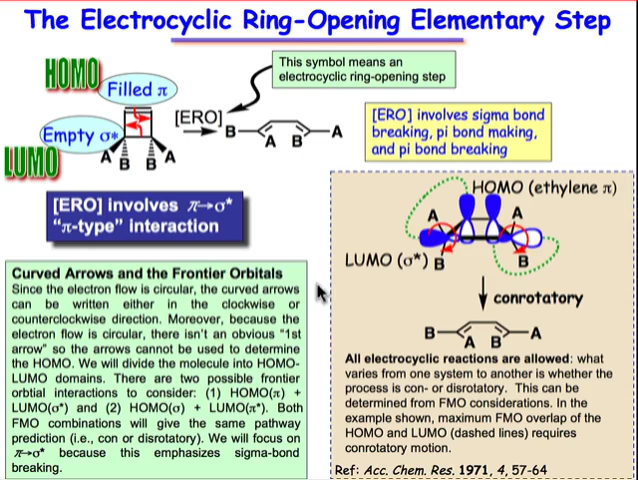 The Electrocyclic Ring-Opening Elementary Step
HOMO
Filled π
This symbol means an
electrocyclic ring-opening step
[ERO]
Empty σ*
LUMO
A B B A
B A B A
[ERO] involves sigma bond
breaking, pi bond making,
and pi bond breaking
[ERO] involves π→σ*
“π-type” interaction
HOMO (ethylene π)
A A
LUMO (σ*) B B
conrotatory
B A B A
Curved Arrows and the Frontier Orbitals
Since the electron flow is circular, the curved arrows
can be written either in the clockwise or
counterclockwise direction. Moreover, because the
electron flow is circular, there isn't an obvious “1st
arrow” so the arrows cannot be used to determine
the HOMO. We will divide the molecule into HOMO-
LUMO domains. There are two possible frontier
orbtial interactions to consider: (1) HOMO(π) +
LUMO(σ*) and (2) HOMO(σ) + LUMO(π*). Both
FMO combinations will give the same pathway
prediction (i.e., con or disrotatory). We will focus on
π→σ* because this emphasizes sigma-bond
breaking.
All electrocyclic reactions are allowed: what
varies from one system to another is whether the
process is con- or disrotatory. This can be
determined from FMO considerations. In the
example shown, maximum FMO overlap of the
HOMO and LUMO (dashed lines) requires
conrotatory motion.
Ref: Acc. Chem. Res. 1971, 4, 57-64